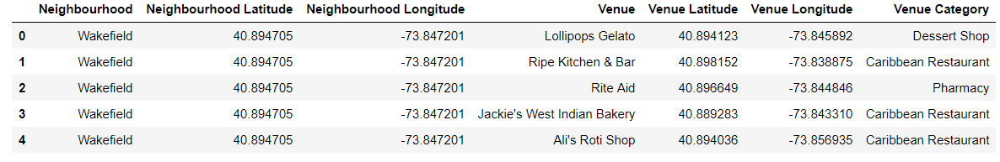 Neighbourhood Neighbourhood Latitude Neighbourhood Longitude Venue Venue Latitude Venue Longitude Venue Category
0 Wakefield 40.894705 -73.847201 Lollipops Gelato 40.894123 -73.845892 Dessert Shop
1 Wakefield 40.894705 -73.847201 Ripe Kitchen & Bar 40.898152 -73.838875 Caribbean Restaurant
2 Wakefield 40.894705 -73.847201 Rite Aid 40.896649 -73.844846 Pharmacy
3 Wakefield 40.894705 -73.847201 Jackie's West Indian Bakery 40.889283 -73.843310 Caribbean Restaurant
4 Wakefield 40.894705 -73.847201 Ali's Roti Shop 40.894036 -73.856935 Caribbean Restaurant